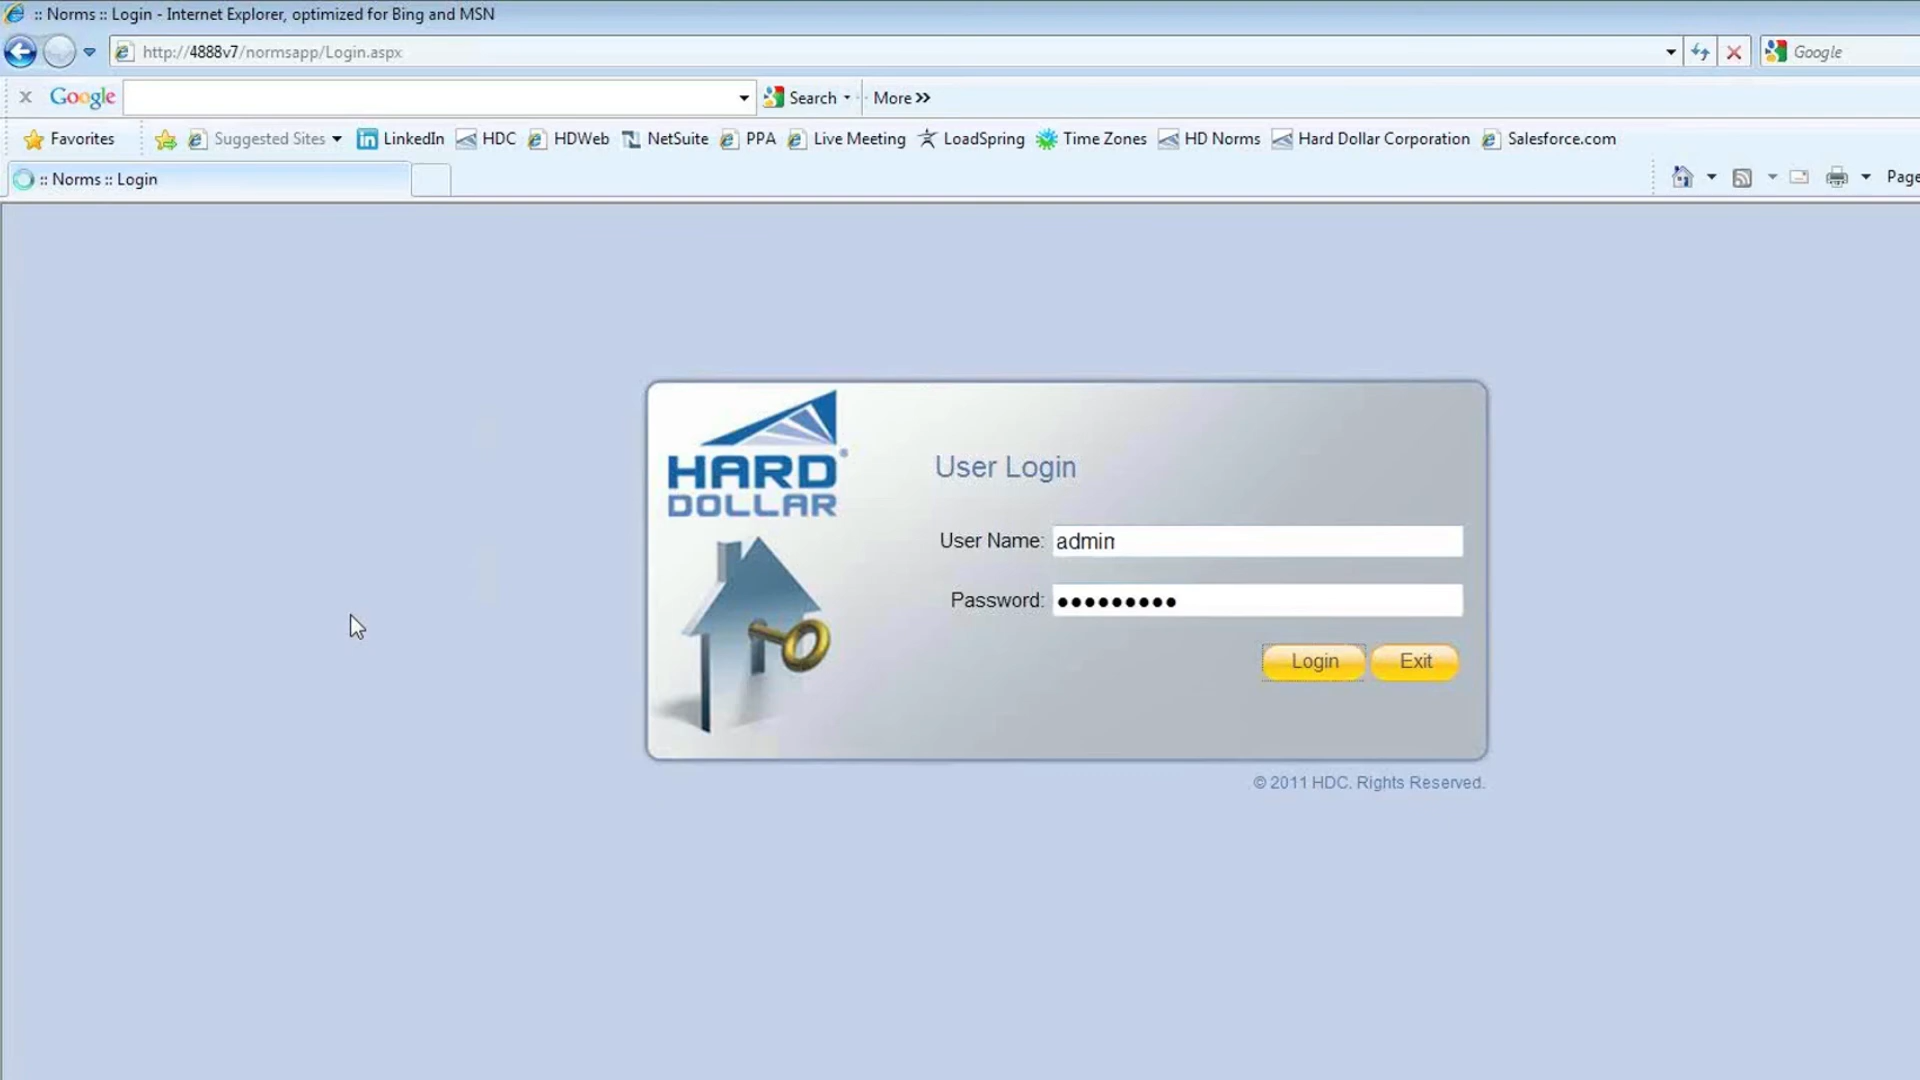 :: Norms :: Login - Internet Explorer, optimized for Bing and MSN
http://4888v7/normsapp/Login.aspx
Google
x Google
Search
More >>
Favorites
Suggested Sites
LinkedIn
HDC
HDWeb
NetSuite
PPA
Live Meeting
LoadSpring
Time Zones
HD Norms
Hard Dollar Corporation
Salesforce.com
:: Norms :: Login
Page
HARD
DOLLAR®
User Login
User Name: admin
Password: ●●●●●●●●●
Login
Exit
© 2011 HDC. Rights Reserved.